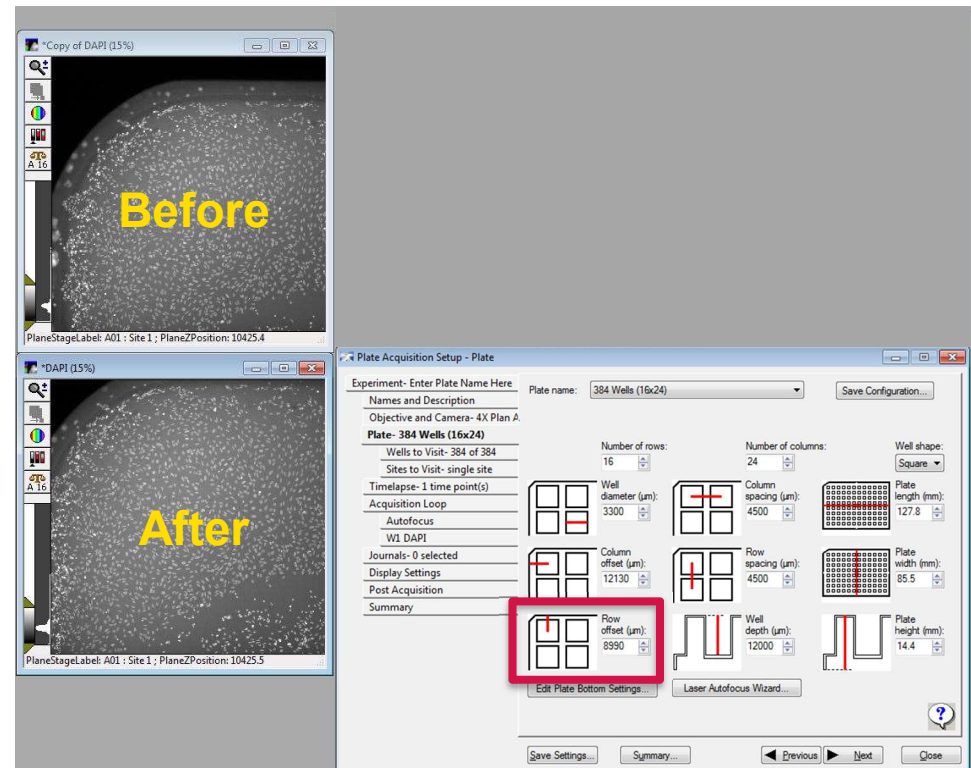 *Copy of DAPI (15%)
A 16
Before
PlaneStageLabel: A01 : Site 1 ; PlaneZPosition: 10425.4
*DAPI (15%)
A 16
After
PlaneStageLabel: A01 : Site 1 ; PlaneZPosition: 10425.5
Plate Acquisition Setup - Plate
Experiment- Enter Plate Name Here
Names and Description
Objective and Camera- 4X Plan A
Plate- 384 Wells (16x24)
Wells to Visit- 384 of 384
Sites to Visit- single site
Timelapse- 1 time point(s)
Acquisition Loop
Autofocus
W1 DAPI
Journals- 0 selected
Display Settings
Post Acquisition
Summary
Plate name: 384 Wells (16x24) Save Configuration...
Number of rows: Number of columns: Well shape:
16 24 Square
Well
diameter (µm):
3300
Column
spacing (µm):
4500
Plate
length (mm):
127.8
Column
offset (µm):
12130
Row
spacing (µm):
4500
Plate
width (mm):
85.5
Row
offset (µm):
8990
Well
depth (µm):
12000
Plate
height (mm):
14.4
Edit Plate Bottom Settings... Laser Autofocus Wizard...
?
Save Settings... Summary... Previous Next Close